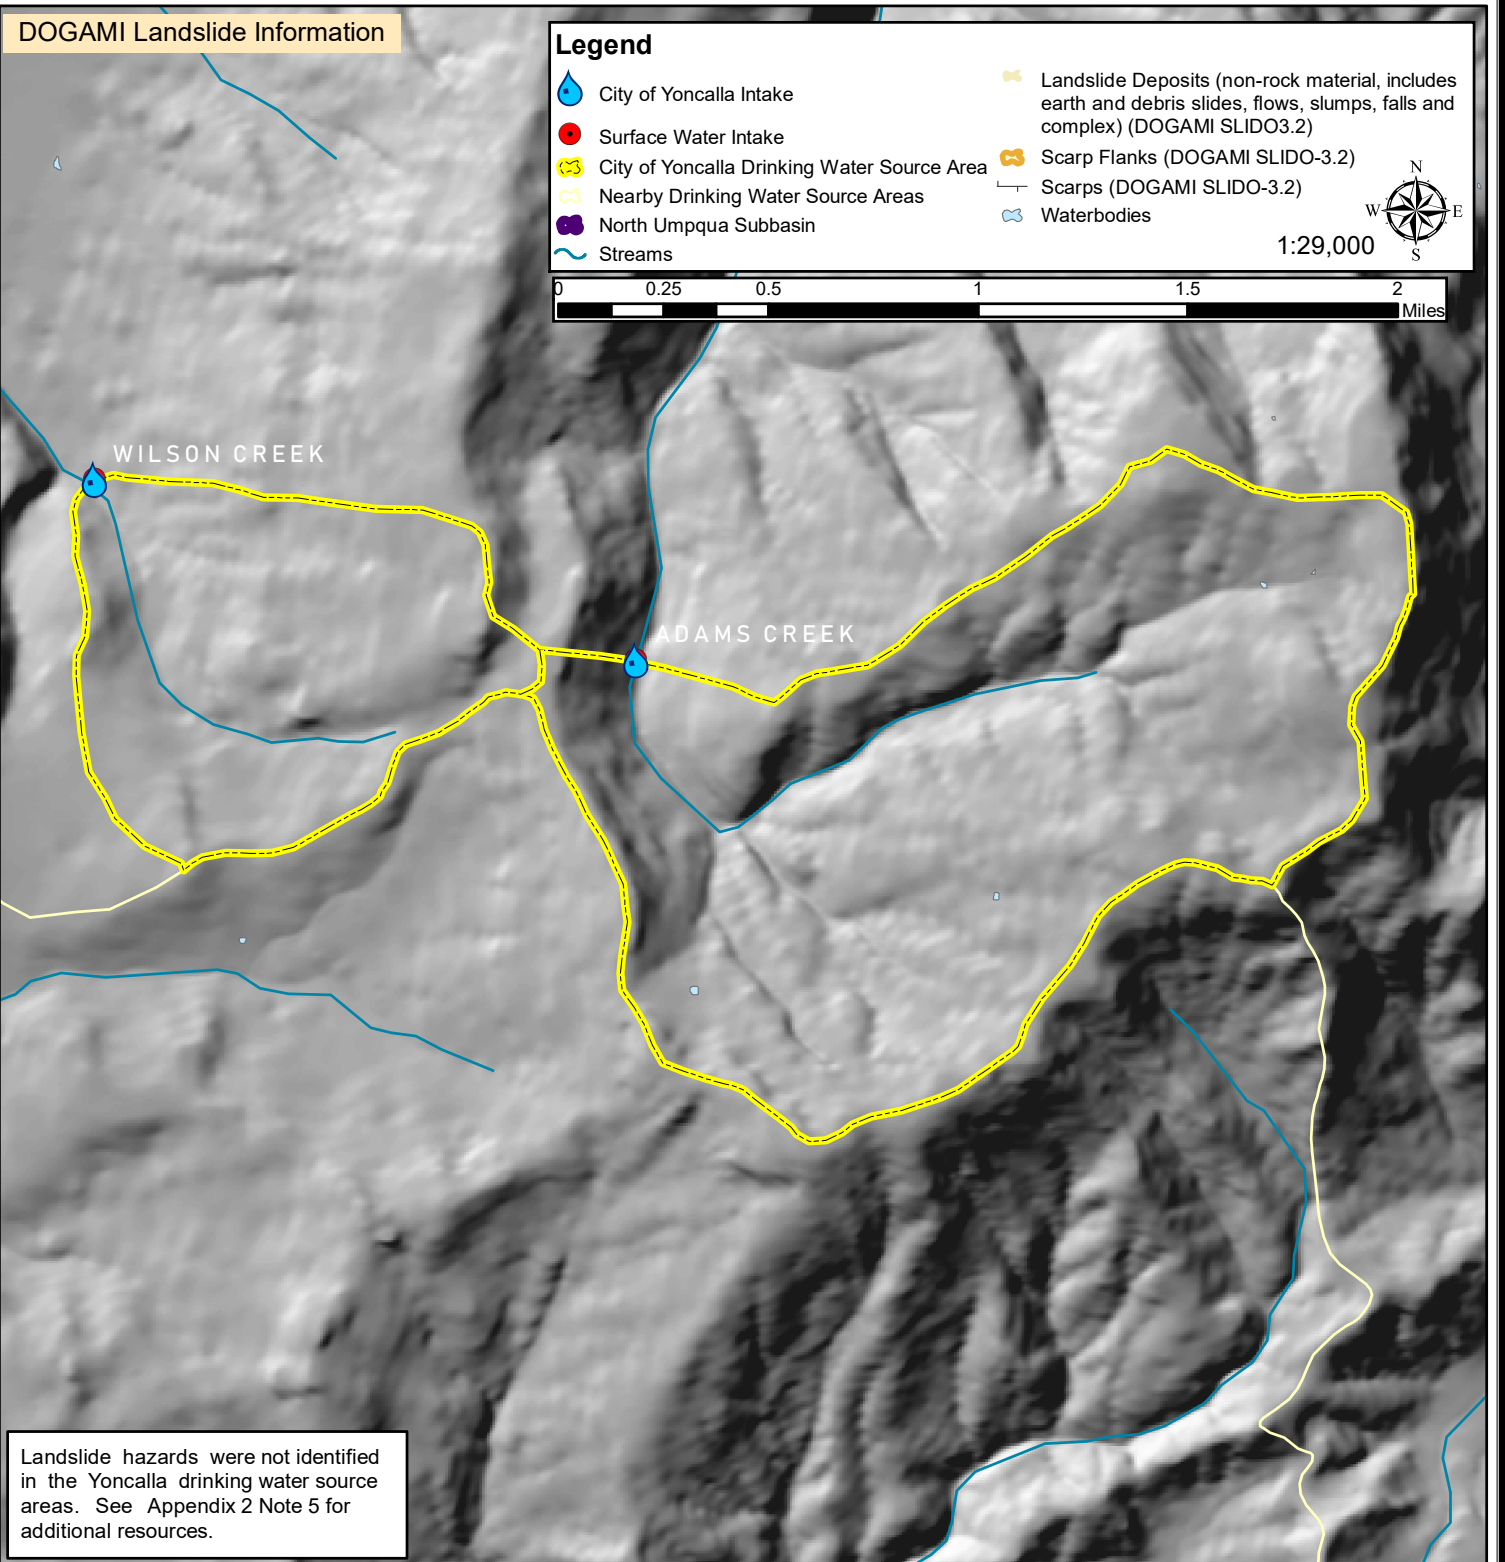 DOGAMI Landslide Information
Legend
City of Yoncalla Intake
Surface Water Intake
City of Yoncalla Drinking Water Source Area
Nearby Drinking Water Source Areas
North Umpqua Subbasin
Streams
Landslide Deposits (non-rock material, includes
earth and debris slides, flows, slumps, falls and
complex) (DOGAMI SLIDO3.2)
Scarp Flanks (DOGAMI SLIDO-3.2)
Scarps (DOGAMI SLIDO-3.2)
Waterbodies
N
W E
S
1:29,000
0 0.25 0.5 1 1.5 2
Miles
WILSON CREEK
ADAMS CREEK
Landslide hazards were not identified
in the Yoncalla drinking water source
areas. See Appendix 2 Note 5 for
additional resources.